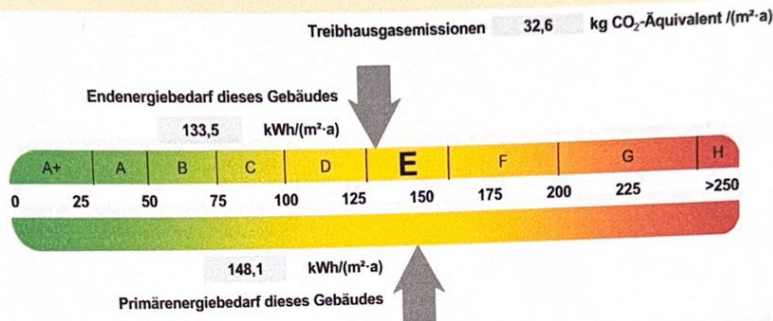 Treibhausgasemissionen 32,6 kg CO₂-Äquivalent /(m²·a)
Endenergiebedarf dieses Gebäudes
133,5 kWh/(m²·a)
A+ A B C D E F G H
0 25 50 75 100 125 150 175 200 225 >250
148,1 kWh/(m²·a)
Primärenergiebedarf dieses Gebäudes